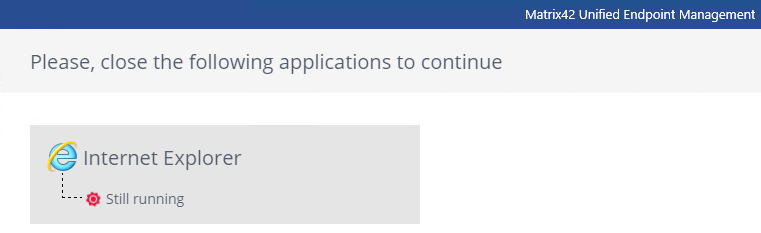 Matrix42 Unified Endpoint Management
Please, close the following applications to continue
Internet Explorer
Still running